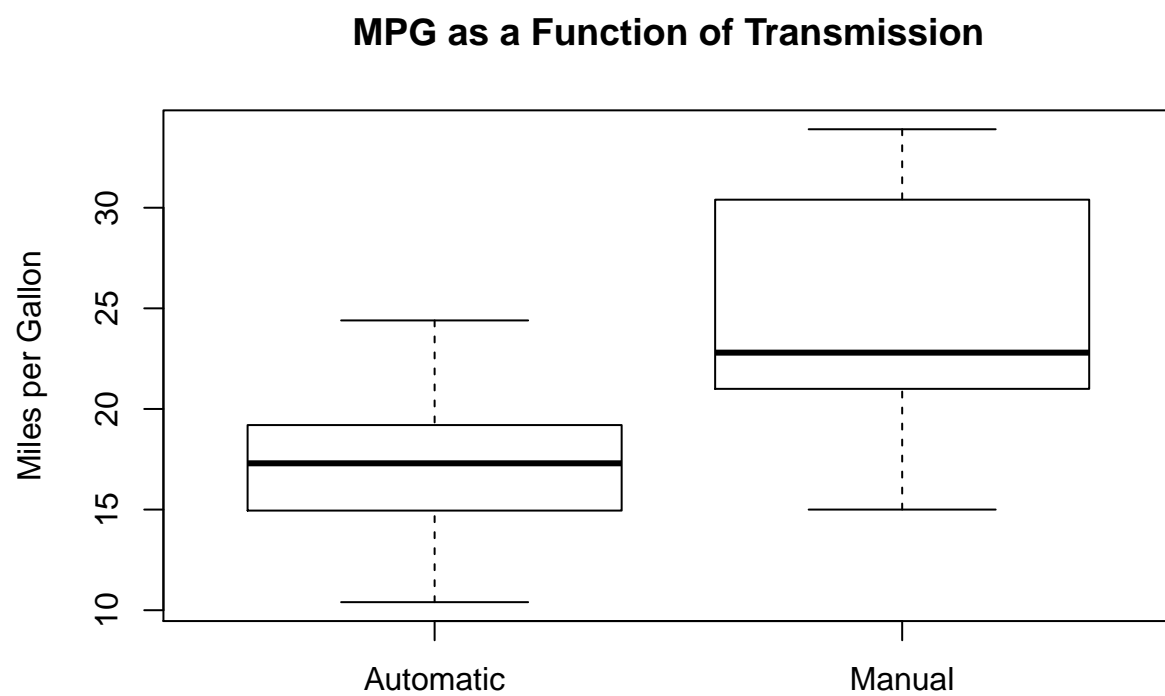 MPG as a Function of Transmission
Miles per Gallon
30
25
20
15
10
Automatic
Manual